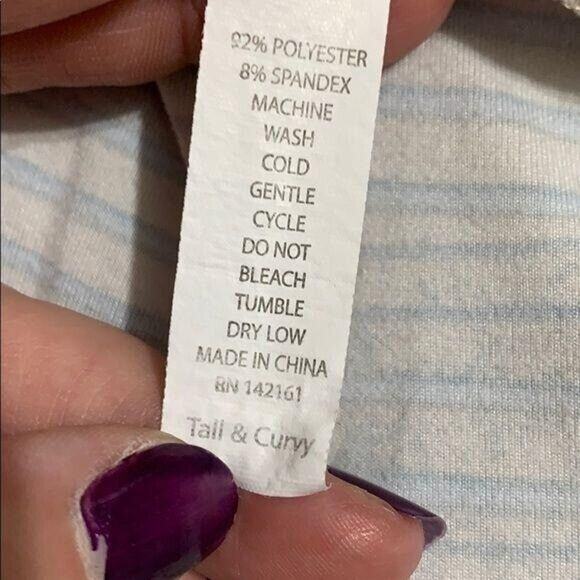 92% POLYESTER
8% SPANDEX
MACHINE
WASH
COLD
GENTLE
CYCLE
DO NOT
BLEACH
TUMBLE
DRY LOW
MADE IN CHINA
RN 142161
Tall & Curvy